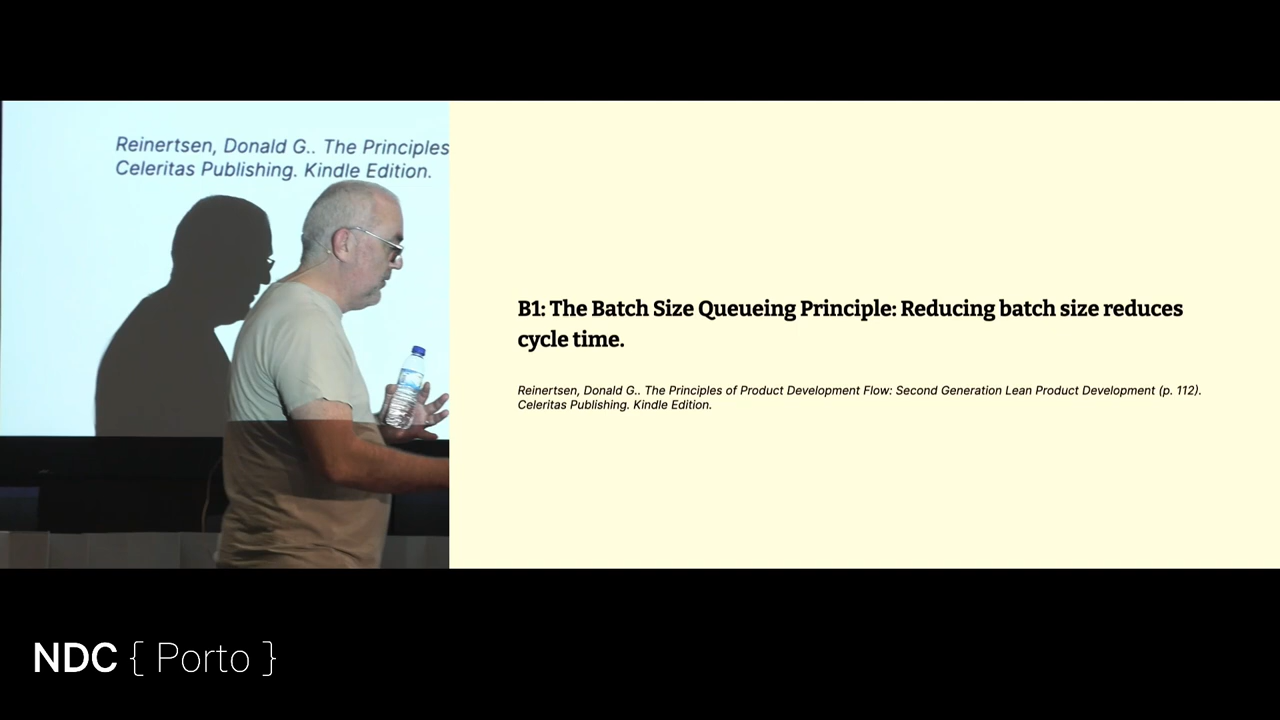 Reinertsen, Donald G.. The Principles
Celeritas Publishing. Kindle Edition.
B1: The Batch Size Queueing Principle: Reducing batch size reduces
cycle time.
Reinertsen, Donald G.. The Principles of Product Development Flow: Second Generation Lean Product Development (p. 112).
Celeritas Publishing. Kindle Edition.
NDC { Porto }